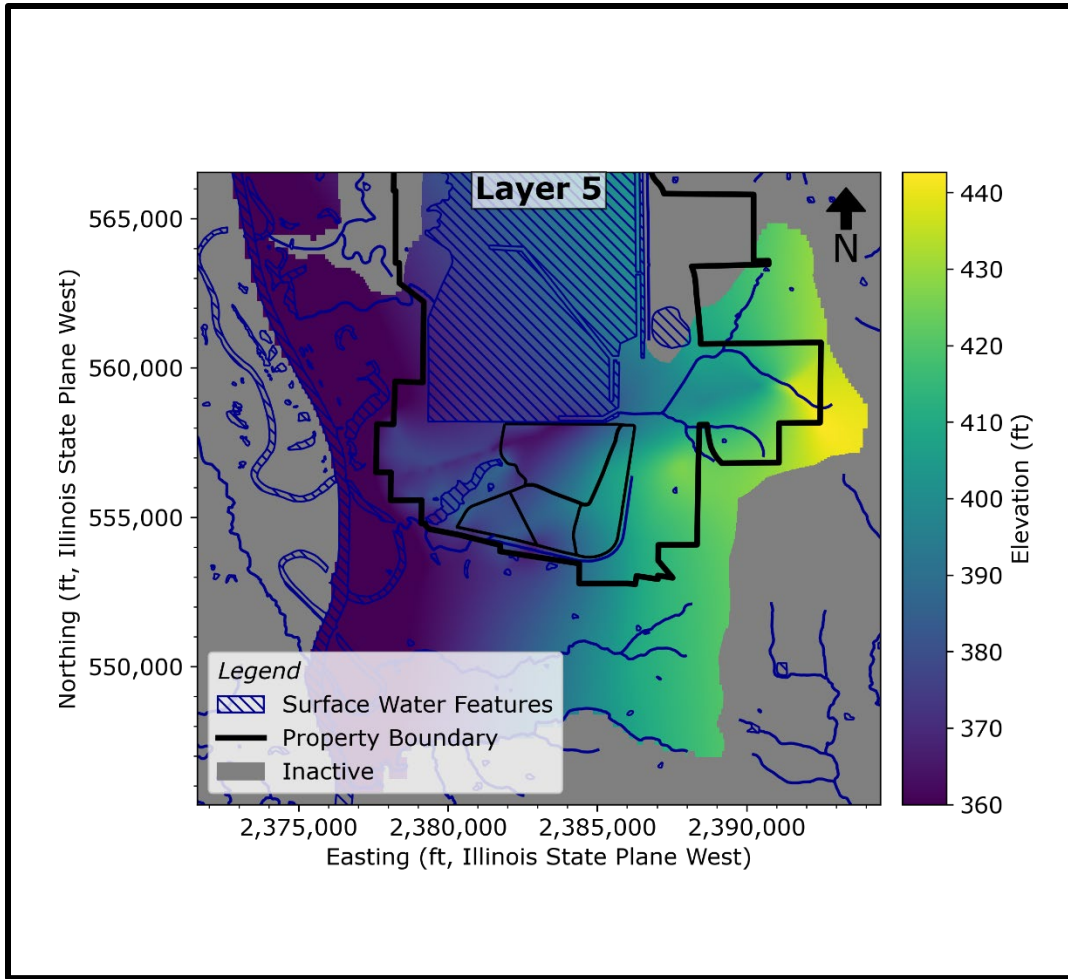 Layer 5
N
565,000
560,000
555,000
550,000
Northing (ft, Illinois State Plane West)
2,375,000
2,380,000
2,385,000
2,390,000
Easting (ft, Illinois State Plane West)
Legend
Surface Water Features
Property Boundary
Inactive
440
430
420
410
400
390
380
370
360
Elevation (ft)